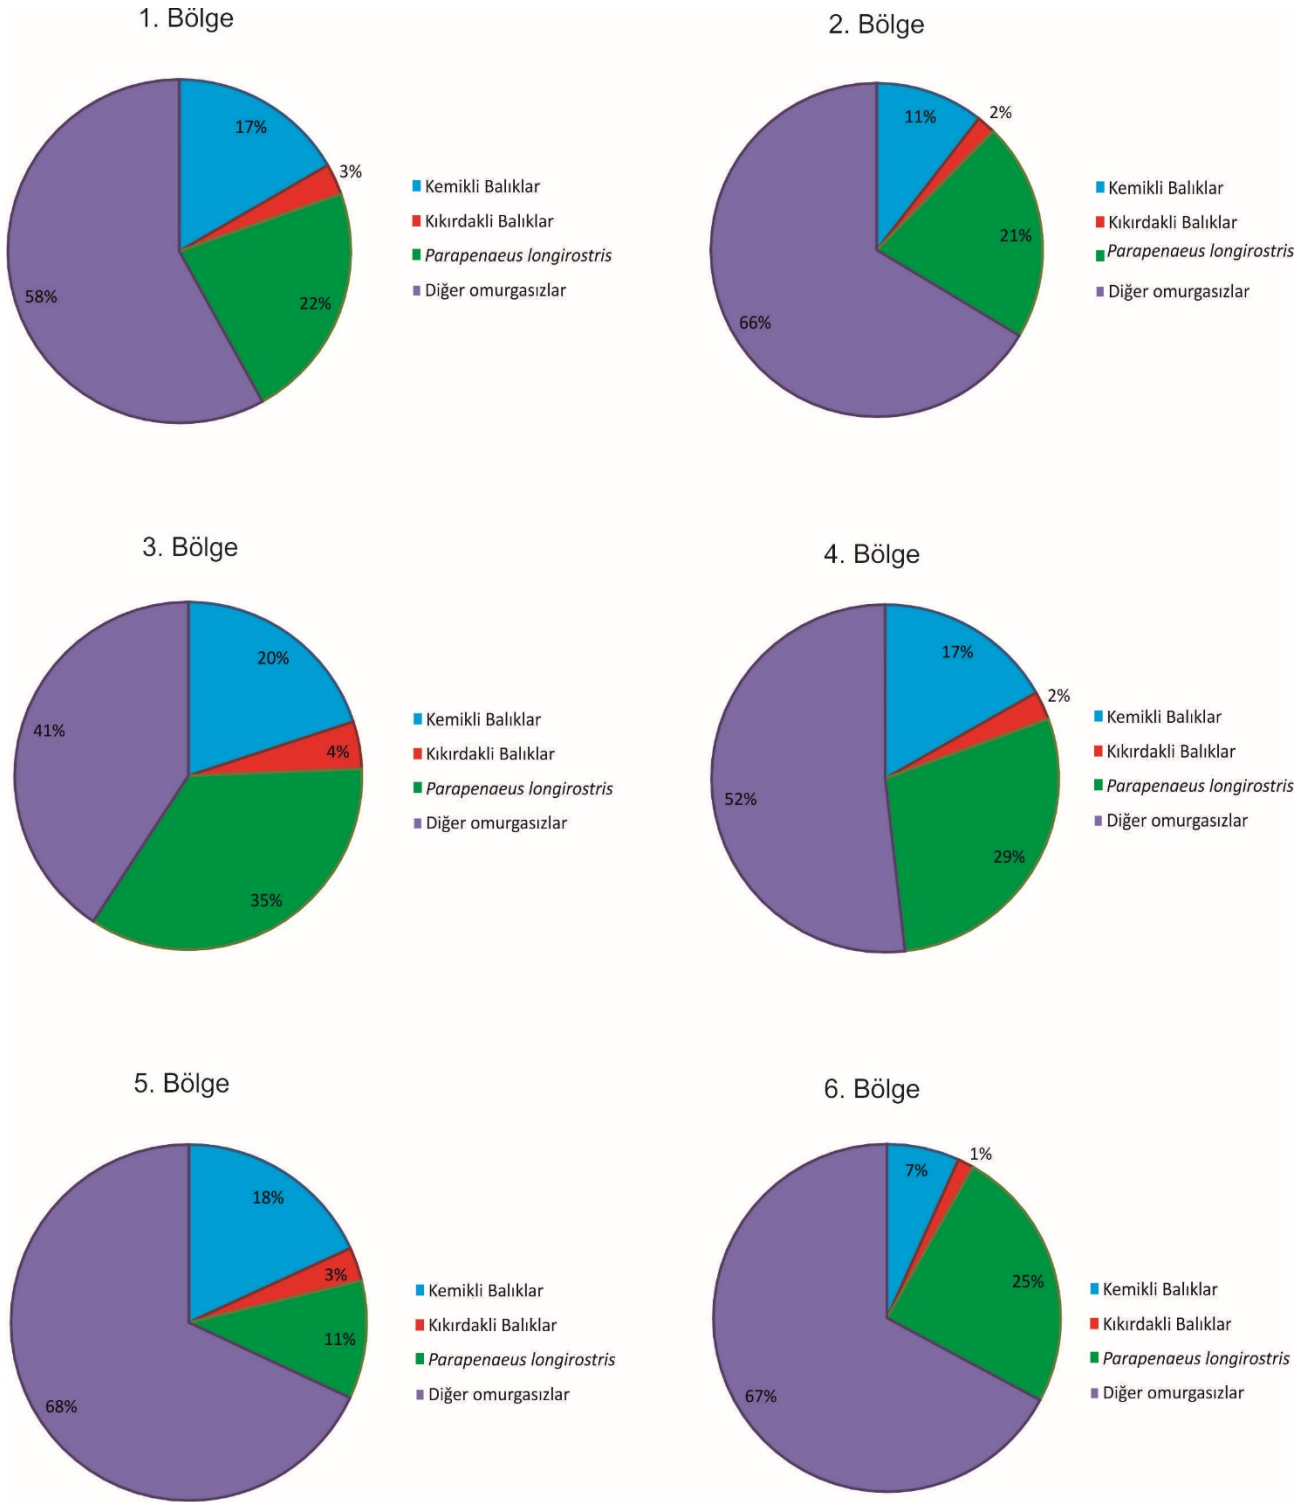 1. Bölge
17%
3%
22%
58%
Kemikli Balıklar
Kıkırdakli Balıklar
Parapenaeus longirostris
Diğer omurgasızlar
2. Bölge
11%
2%
21%
66%
Kemikli Balıklar
Kıkırdakli Balıklar
Parapenaeus longirostris
Diğer omurgasızlar
3. Bölge
20%
4%
35%
41%
Kemikli Balıklar
Kıkırdakli Balıklar
Parapenaeus longirostris
Diğer omurgasızlar
4. Bölge
17%
2%
29%
52%
Kemikli Balıklar
Kıkırdakli Balıklar
Parapenaeus longirostris
Diğer omurgasızlar
5. Bölge
18%
3%
11%
68%
Kemikli Balıklar
Kıkırdakli Balıklar
Parapenaeus longirostris
Diğer omurgasızlar
6. Bölge
7%
1%
25%
67%
Kemikli Balıklar
Kıkırdakli Balıklar
Parapenaeus longirostris
Diğer omurgasızlar